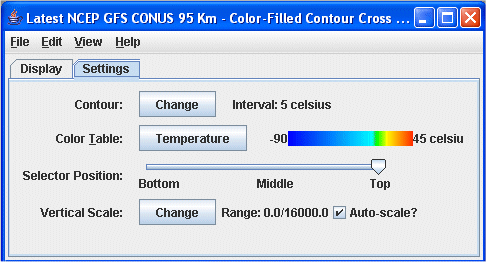 Latest NCEP GFS CONUS 95 Km - Color-Filled Contour Cross ...
File Edit View Help
Display Settings
Contour: Change Interval: 5 celsius
Color Table: Temperature -90 45 celsiu
Selector Position:
Bottom Middle Top
Vertical Scale: Change Range: 0.0/16000.0 Auto-scale?